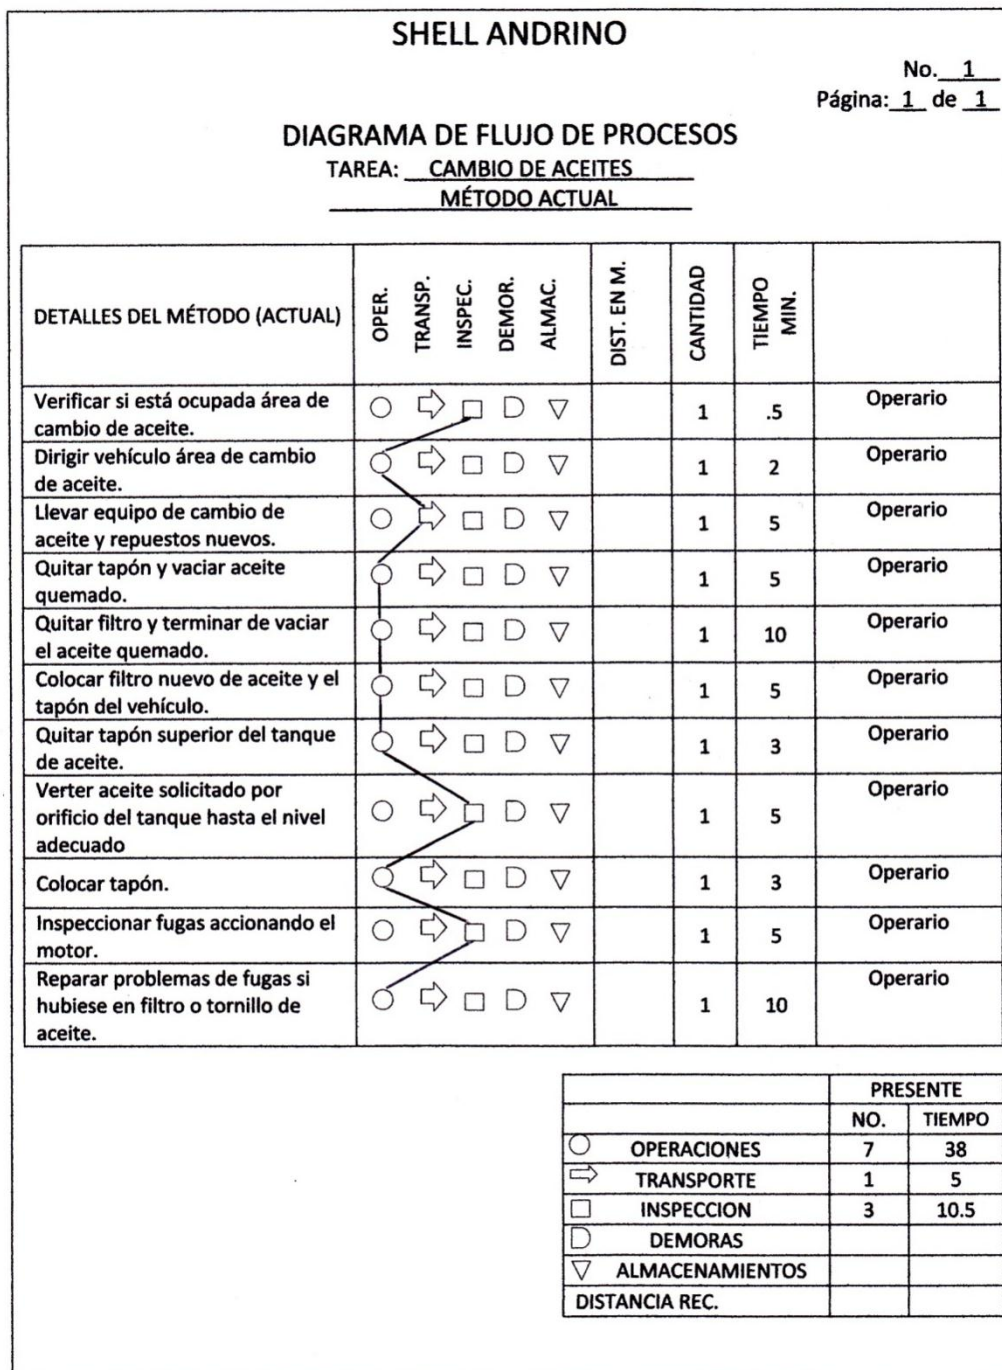 SHELL ANDRINO
No. 1
Página: 1 de 1
DIAGRAMA DE FLUJO DE PROCESOS
TAREA: CAMBIO DE ACEITES
MÉTODO ACTUAL
DETALLES DEL MÉTODO (ACTUAL) OPER. TRANSP. INSPEC. DEMOR. ALMAC. DIST. EN M. CANTIDAD TIEMPO MIN.
Verificar si está ocupada área de
cambio de aceite. 1 .5 Operario
Dirigir vehículo área de cambio
de aceite. 1 2 Operario
Llevar equipo de cambio de
aceite y repuestos nuevos. 1 5 Operario
Quitar tapón y vaciar aceite
quemado. 1 5 Operario
Quitar filtro y terminar de vaciar
el aceite quemado. 1 10 Operario
Colocar filtro nuevo de aceite y el
tapón del vehículo. 1 5 Operario
Quitar tapón superior del tanque
de aceite. 1 3 Operario
Verter aceite solicitado por
orificio del tanque hasta el nivel
adecuado 1 5 Operario
Colocar tapón. 1 3 Operario
Inspeccionar fugas accionando el
motor. 1 5 Operario
Reparar problemas de fugas si
hubiese en filtro o tornillo de
aceite. 1 10 Operario
PRESENTE
NO. TIEMPO
OPERACIONES 7 38
TRANSPORTE 1 5
INSPECCION 3 10.5
DEMORAS
ALMACENAMIENTOS
DISTANCIA REC.